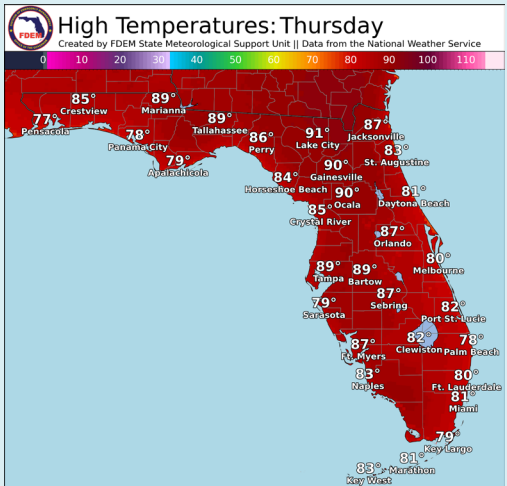 High Temperatures: Thursday
Created by FDEM State Meteorological Support Unit || Data from the National Weather Service
FDEM
0 10 20 30 40 50 60 70 80 90 100 110
85°
Crestview
89°
Marianna
77°
Pensacola
78°
Panama City
89°
Tallahassee
79°
Apalachicola
86°
Perry
91°
Lake City
87°
Jacksonville
83°
St. Augustine
90°
Gainesville
84°
Horseshoe Beach
90°
Ocala
81°
Daytona Beach
85°
Crystal River
87°
Orlando
80°
Melbourne
89°
Tampa
89°
Bartow
87°
Sebring
79°
Sarasota
82°
Port St. Lucie
82°
Clewiston
78°
Palm Beach
87°
Ft. Myers
83°
Naples
80°
Ft. Lauderdale
81°
Miami
79°
Key Largo
81°
Marathon
83°
Key West